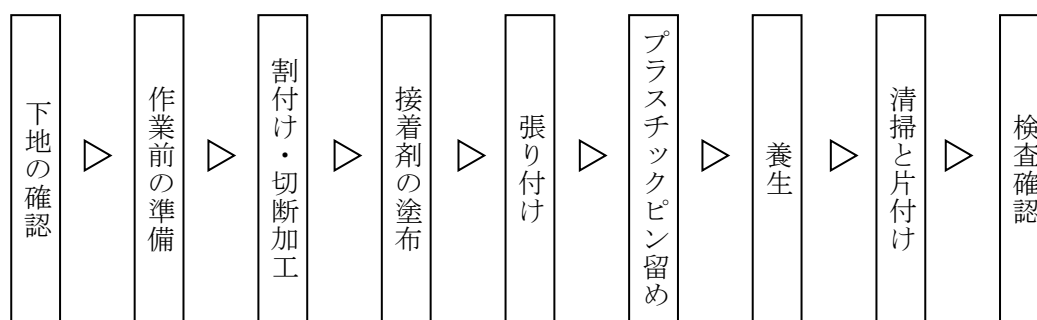 下地の確認
作業前の準備
割付け・切断加工
接着剤の塗布
張り付け
プラスチックピン留め
養生
清掃と片付け
検査確認